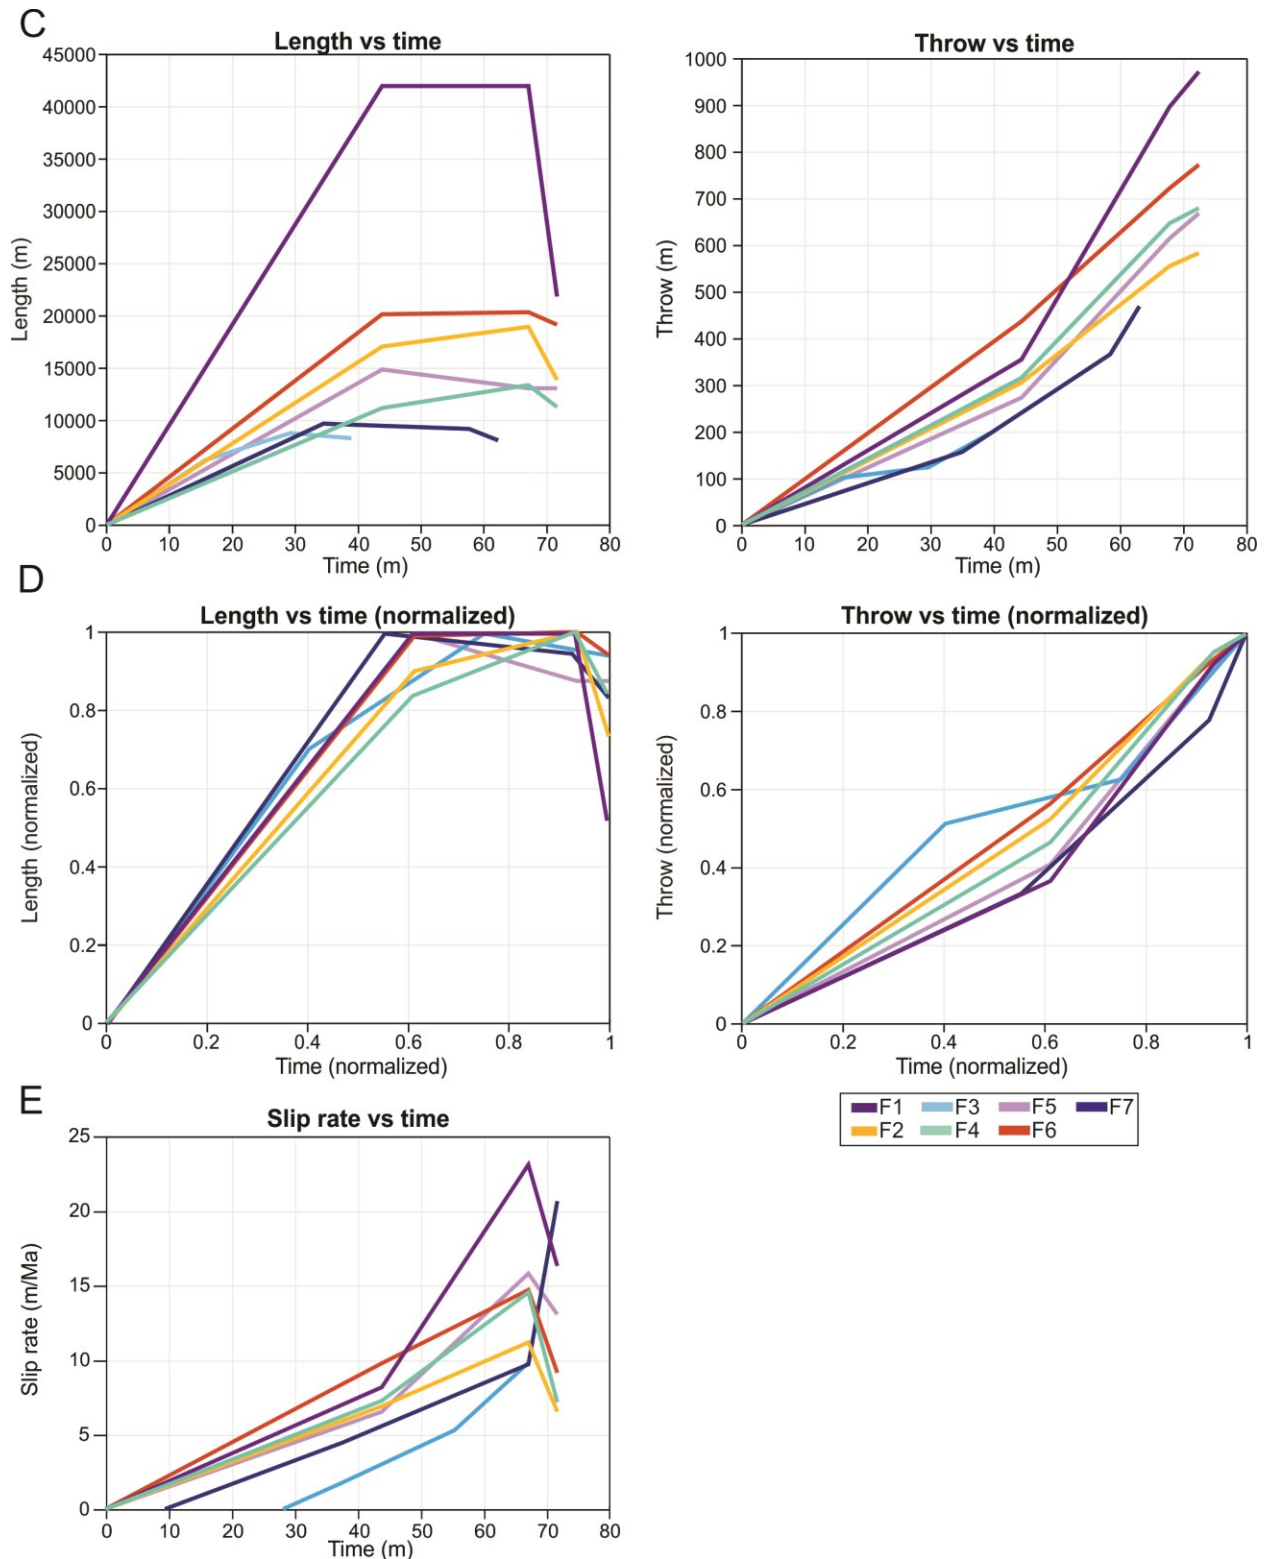 C
Length vs time
45000
40000
35000
30000
25000
20000
15000
10000
5000
0
Length (m)
0 10 20 30 40 50 60 70 80
Time (m)
Throw vs time
1000
900
800
700
600
500
400
300
200
100
0
Throw (m)
0 10 20 30 40 50 60 70 80
Time (m)
D
Length vs time (normalized)
1
0.8
0.6
0.4
0.2
0
Length (normalized)
0 0.2 0.4 0.6 0.8 1
Time (normalized)
Throw vs time (normalized)
1
0.8
0.6
0.4
0.2
0
Throw (normalized)
0 0.2 0.4 0.6 0.8 1
Time (normalized)
F1 F3 F5 F7
F2 F4 F6
E
Slip rate vs time
25
20
15
10
5
0
Slip rate (m/Ma)
0 10 20 30 40 50 60 70 80
Time (m)